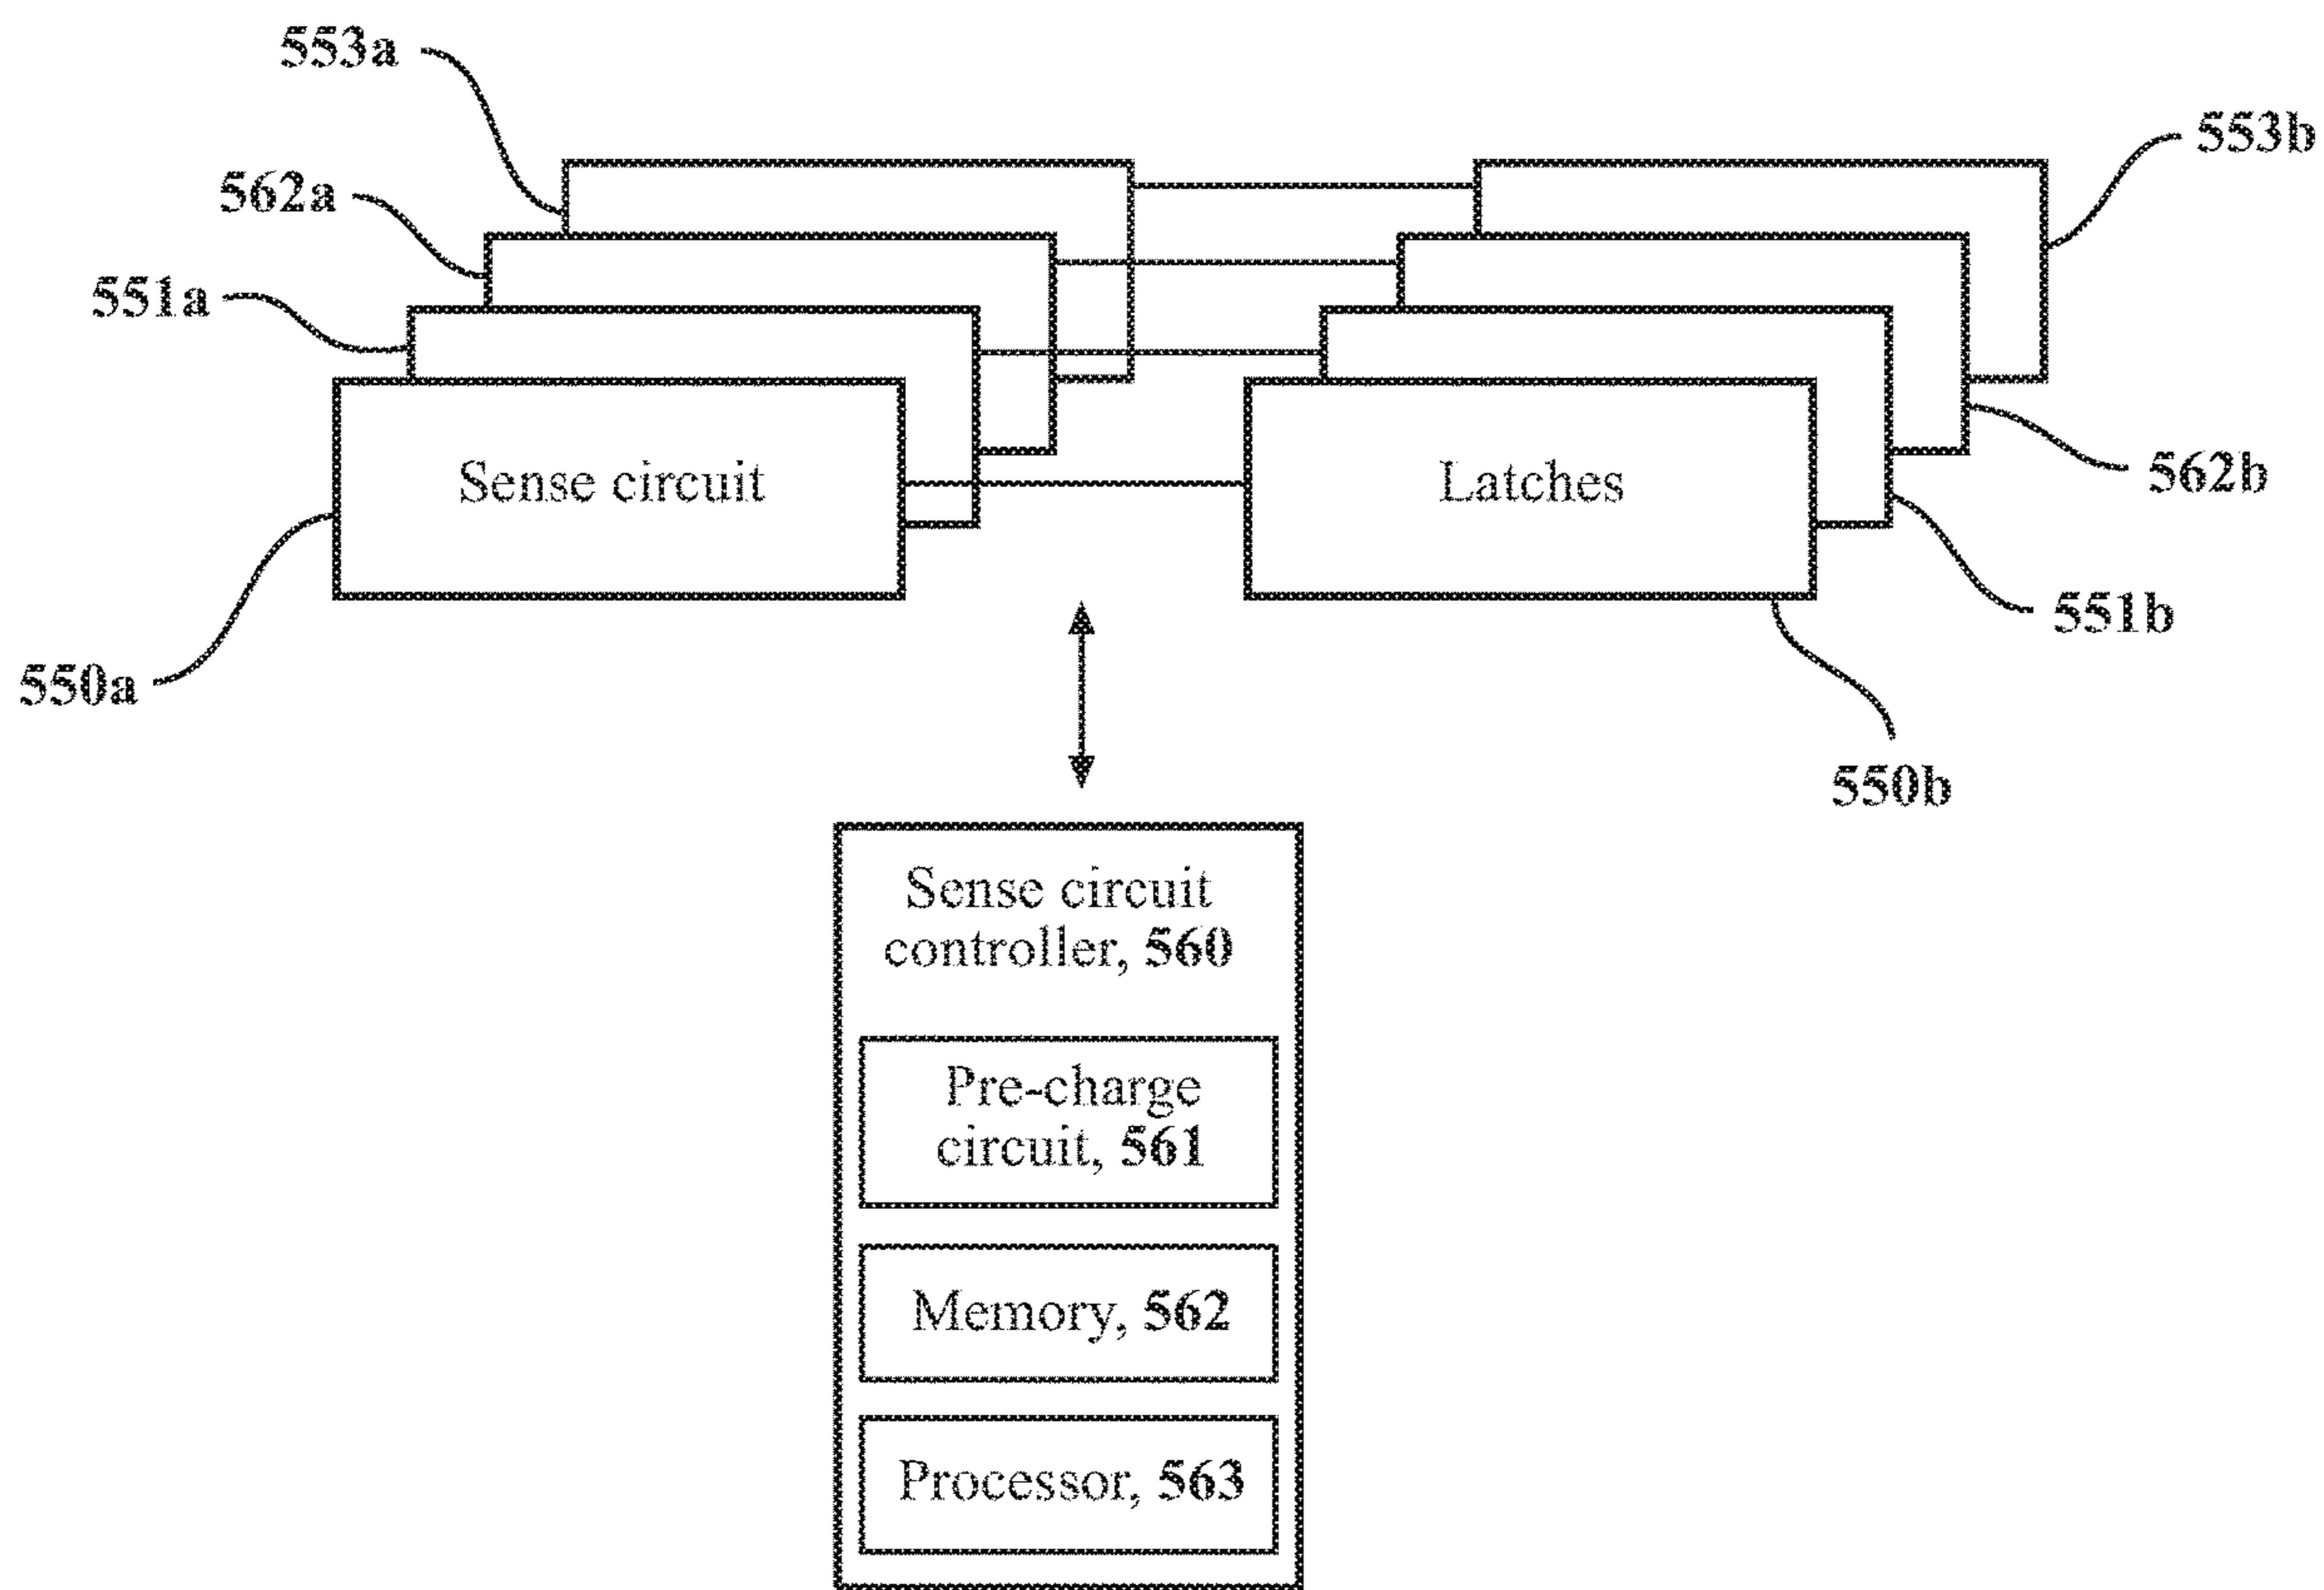 553a
553b
562a
551a
Sense circuit
Latches
562b
551b
550a
550b
Sense circuit
controller, 560
Pre-charge
circuit, 561
Memory, 562
Processor, 563